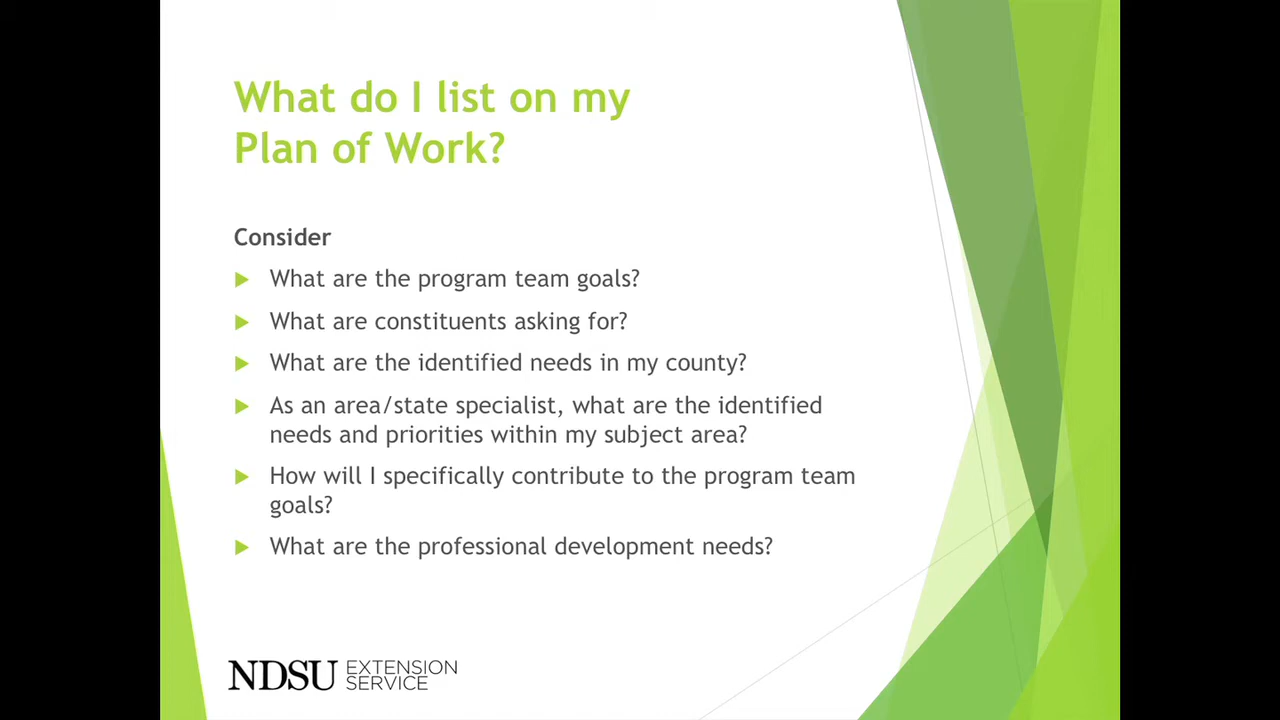 What do I list on my
Plan of Work?
Consider
What are the program team goals?
What are constituents asking for?
What are the identified needs in my county?
As an area/state specialist, what are the identified
needs and priorities within my subject area?
How will I specifically contribute to the program team
goals?
What are the professional development needs?
NDSU EXTENSION
SERVICE